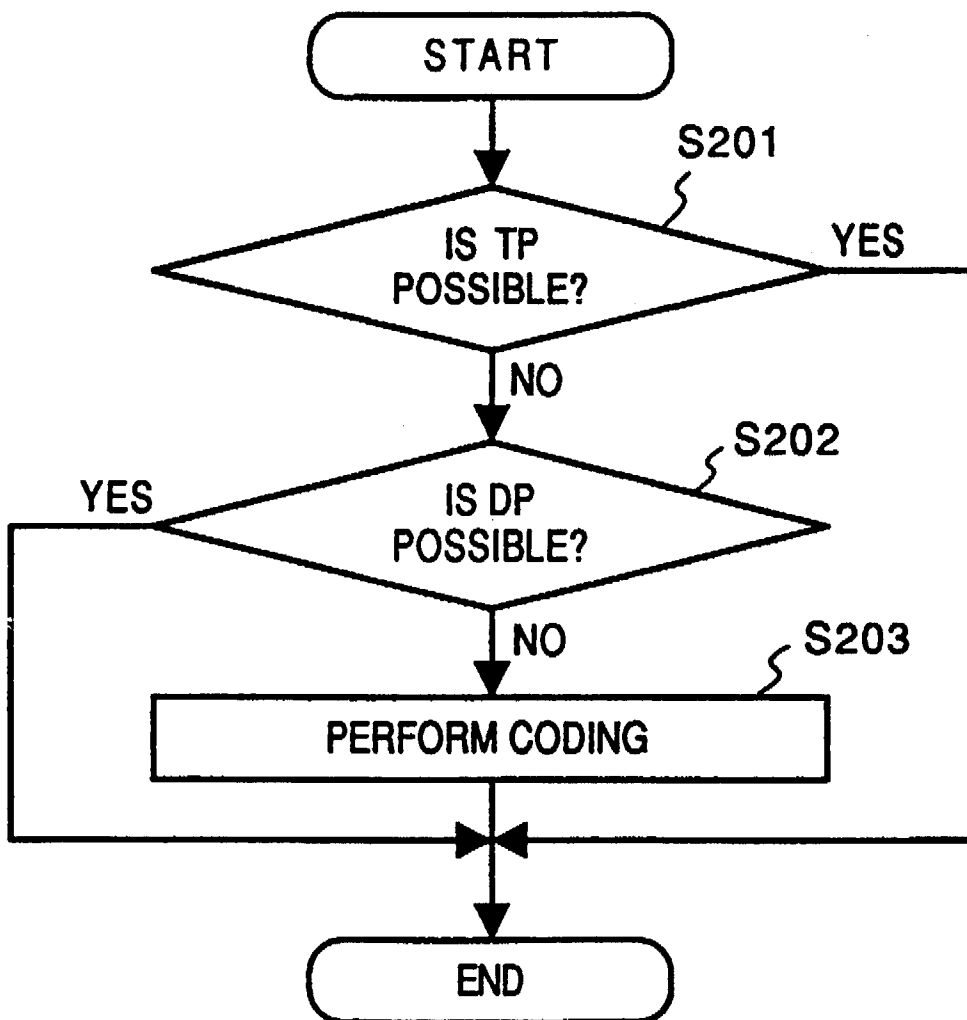 START
S201
IS TP
POSSIBLE?
YES
NO
S202
YES
IS DP
POSSIBLE?
NO
S203
PERFORM CODING
END